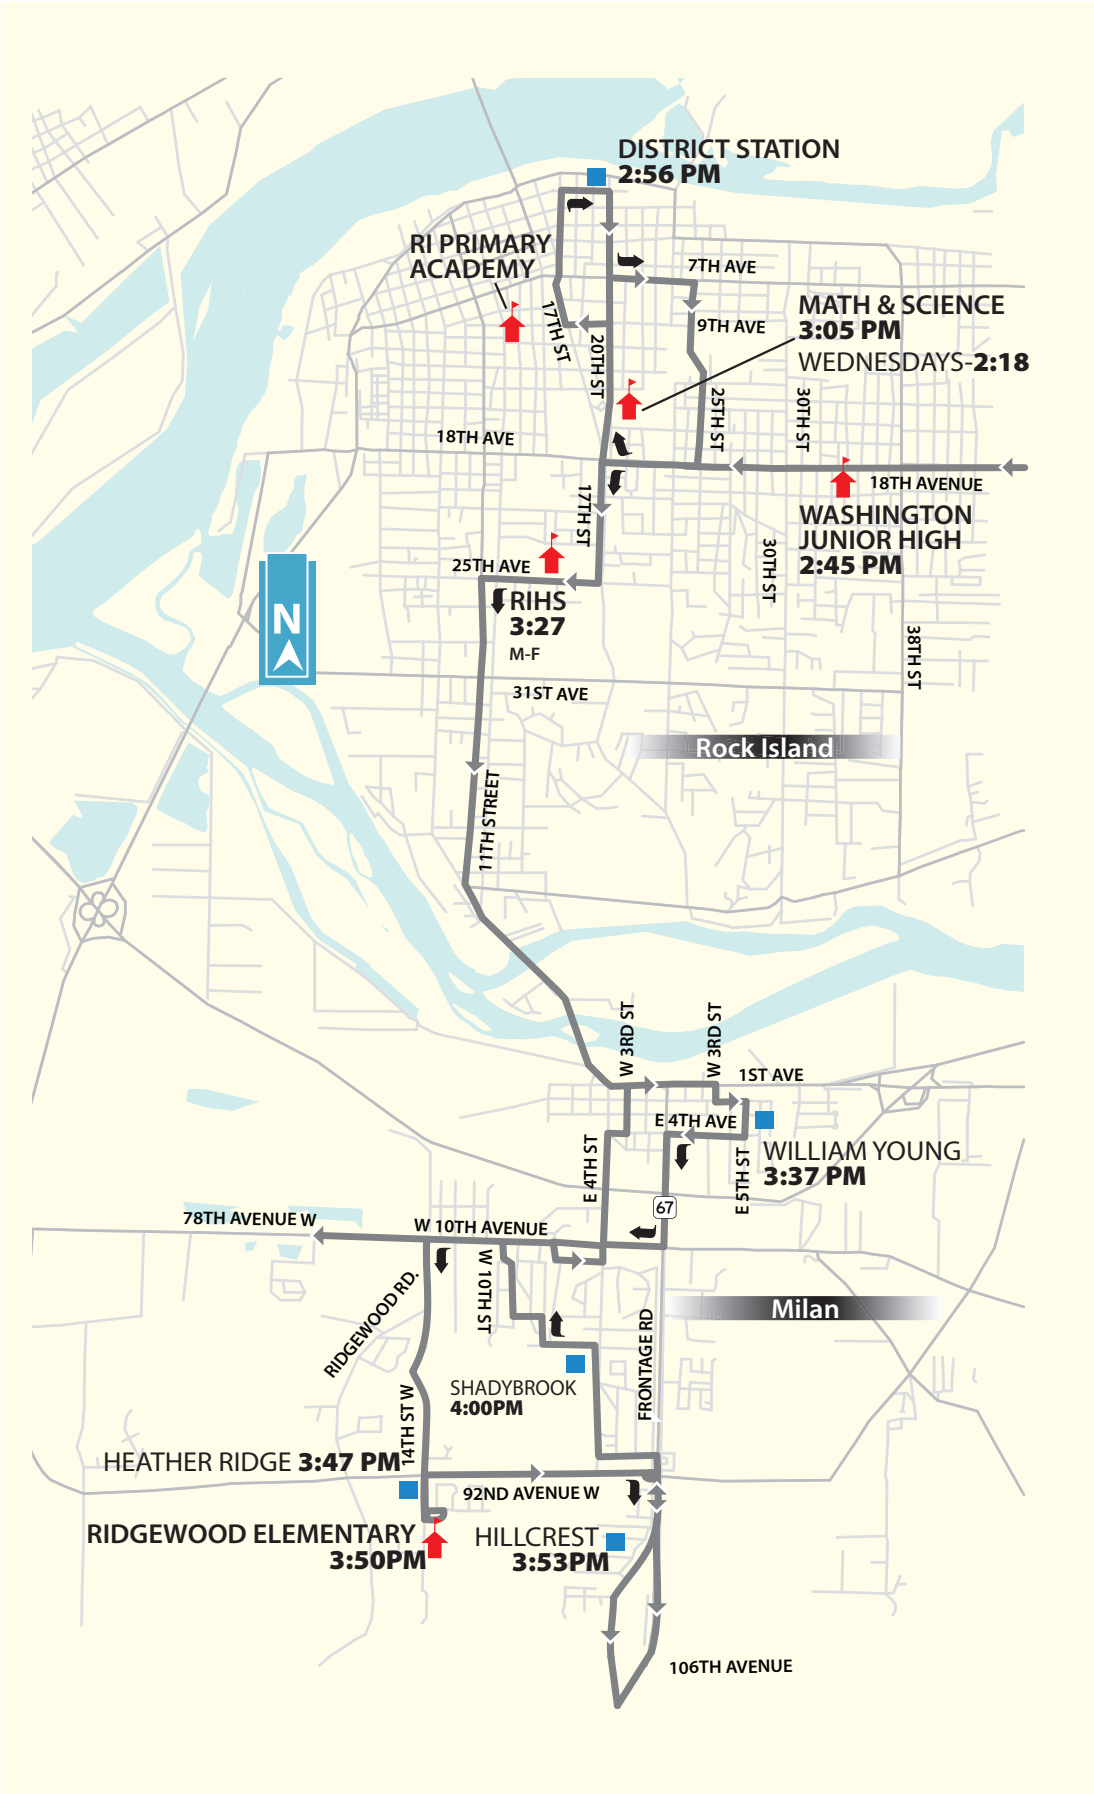 DISTRICT STATION
2:56 PM
RI PRIMARY
ACADEMY
7TH AVE
MATH & SCIENCE
3:05 PM
WEDNESDAYS-2:18
17TH ST
9TH AVE
20TH ST
25TH ST
30TH ST
18TH AVE
18TH AVENUE
WASHINGTON
JUNIOR HIGH
2:45 PM
17TH ST
30TH ST
25TH AVE
RIHS
3:27
M-F
N
38TH ST
31ST AVE
Rock Island
11TH STREET
W 3RD ST
W 3RD ST
1ST AVE
E 4TH AVE
WILLIAM YOUNG
3:37 PM
E 4TH ST
E 5TH ST
67
78TH AVENUE W
W 10TH AVENUE
W 10TH ST
RIDGEWOOD RD.
Milan
FRONTAGE RD
SHADYBROOK
4:00PM
14TH ST W
HEATHER RIDGE 3:47 PM
92ND AVENUE W
RIDGEWOOD ELEMENTARY
3:50PM
HILLCREST
3:53PM
106TH AVENUE